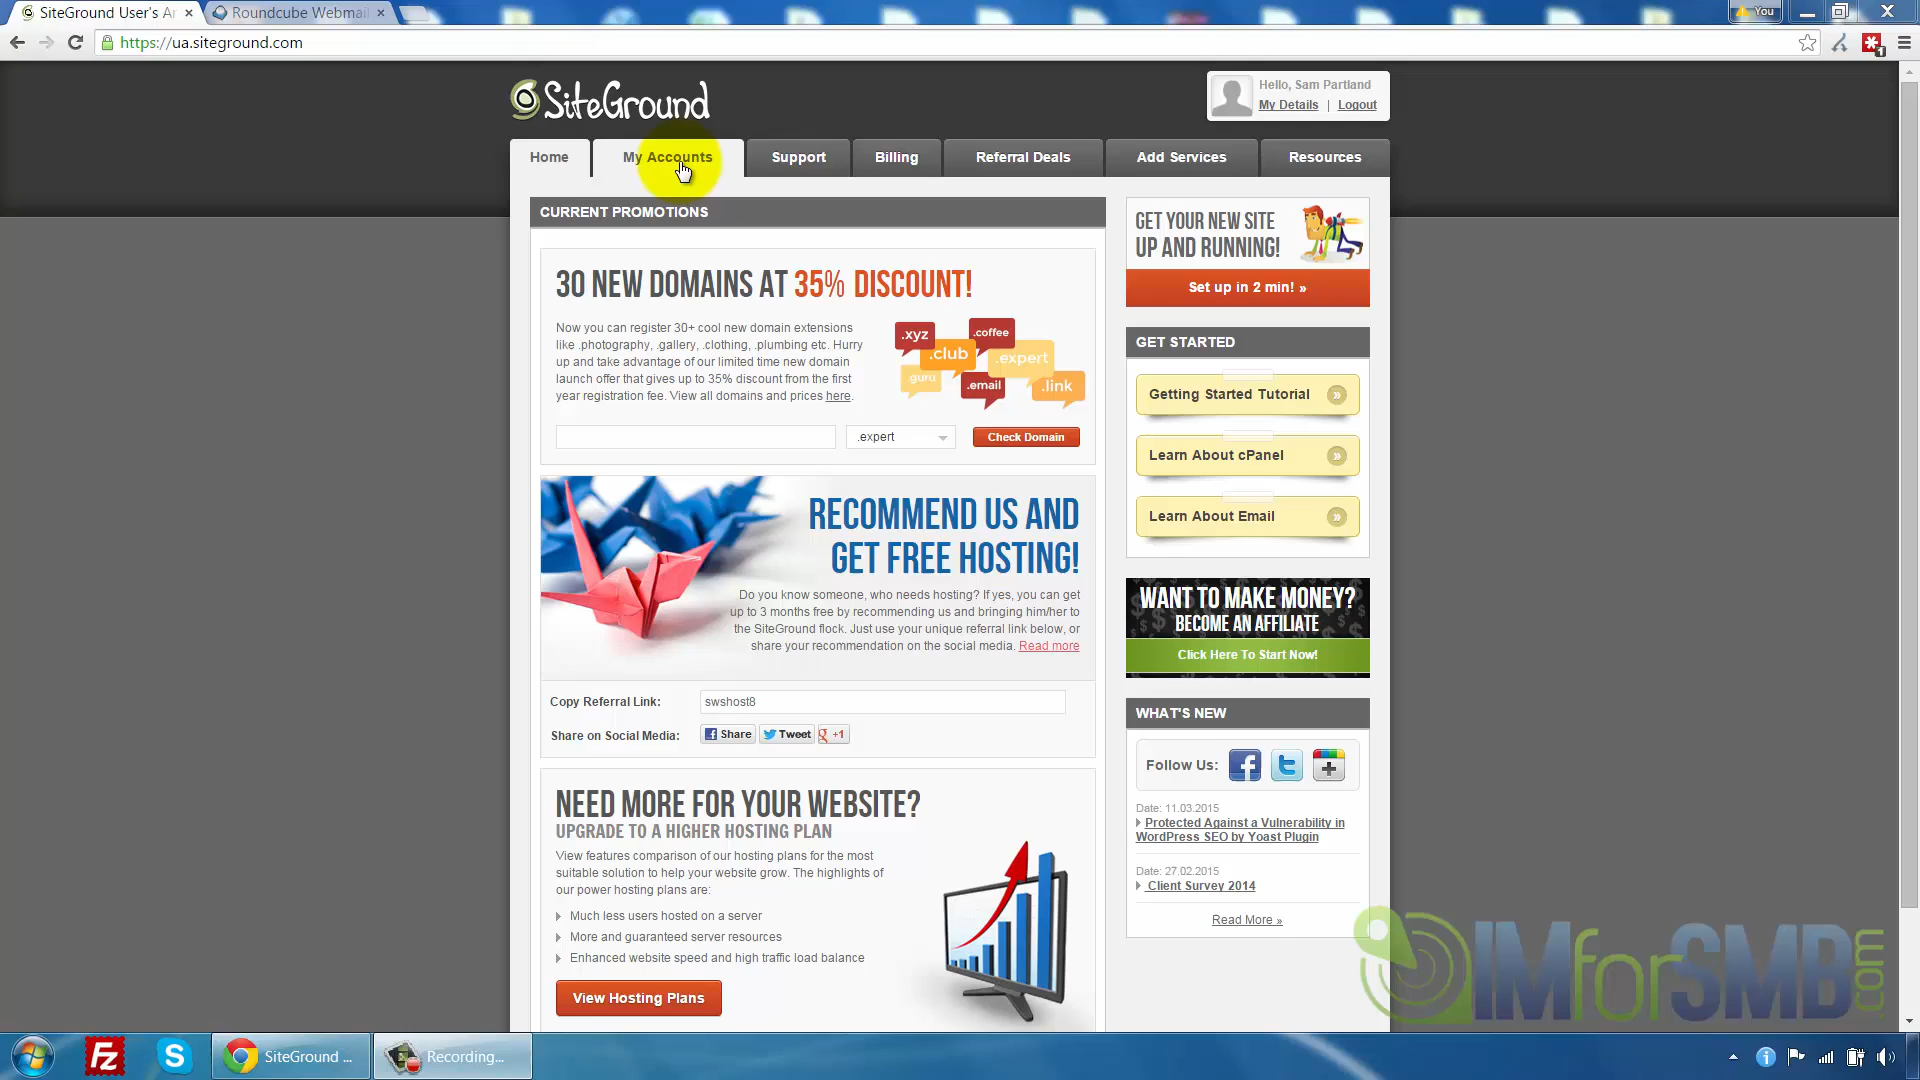 SiteGround User's Ar
Roundcube Webmail
You
https://ua.siteground.com
1
SiteGround
Hello, Sam Partland
My Details | Logout
Home
My Accounts
Support
Billing
Referral Deals
Add Services
Resources
CURRENT PROMOTIONS
30 NEW DOMAINS AT 35% DISCOUNT!
Now you can register 30+ cool new domain extensions
like .photography, .gallery, .clothing, .plumbing etc. Hurry
up and take advantage of our limited time new domain
launch offer that gives up to 35% discount from the first
year registration fee. View all domains and prices here.
.xyz
.coffee
.club
.expert
.guru
.email
.link
.expert
Check Domain
RECOMMEND US AND
GET FREE HOSTING!
Do you know someone, who needs hosting? If yes, you can get
up to 3 months free by recommending us and bringing him/her to
the SiteGround flock. Just use your unique referral link below, or
share your recommendation on the social media. Read more
Copy Referral Link:
swshost8
Share on Social Media:
Share
Tweet
+1
NEED MORE FOR YOUR WEBSITE?
UPGRADE TO A HIGHER HOSTING PLAN
View features comparison of our hosting plans for the most
suitable solution to help your website grow. The highlights of
our power hosting plans are:
Much less users hosted on a server
More and guaranteed server resources
Enhanced website speed and high traffic load balance
View Hosting Plans
GET YOUR NEW SITE
UP AND RUNNING!
Set up in 2 min! »
GET STARTED
Getting Started Tutorial »
Learn About cPanel »
Learn About Email »
WANT TO MAKE MONEY?
BECOME AN AFFILIATE
Click Here To Start Now!
WHAT'S NEW
Follow Us:
Date: 11.03.2015
Protected Against a Vulnerability in
WordPress SEO by Yoast Plugin
Date: 27.02.2015
Client Survey 2014
Read More »
IMforSMB.com
SiteGround ...
Recording...